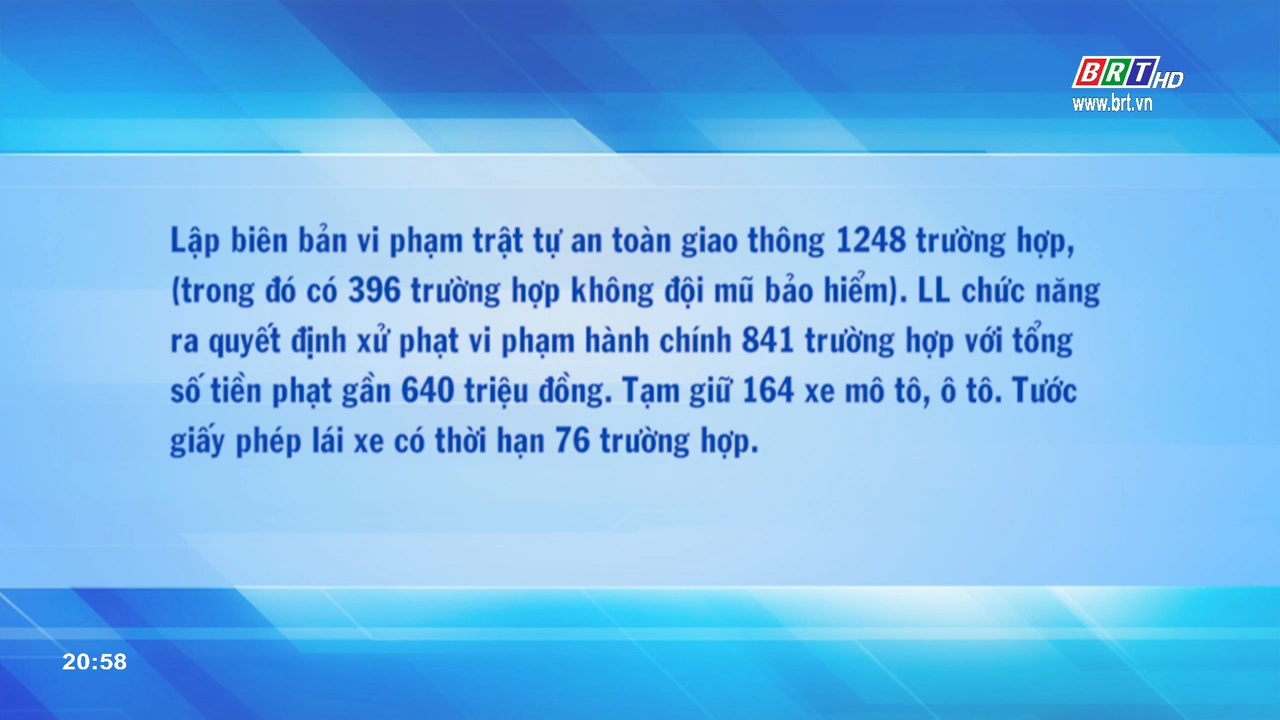 BRT HD
www.brt.vn
Lập biên bản vi phạm trật tự an toàn giao thông 1248 trường hợp,
(trong đó có 396 trường hợp không đội mũ bảo hiểm). LL chức năng
ra quyết định xử phạt vi phạm hành chính 841 trường hợp với tổng
số tiền phạt gần 640 triệu đồng. Tạm giữ 164 xe mô tô, ô tô. Tước
giấy phép lái xe có thời hạn 76 trường hợp.
20:58